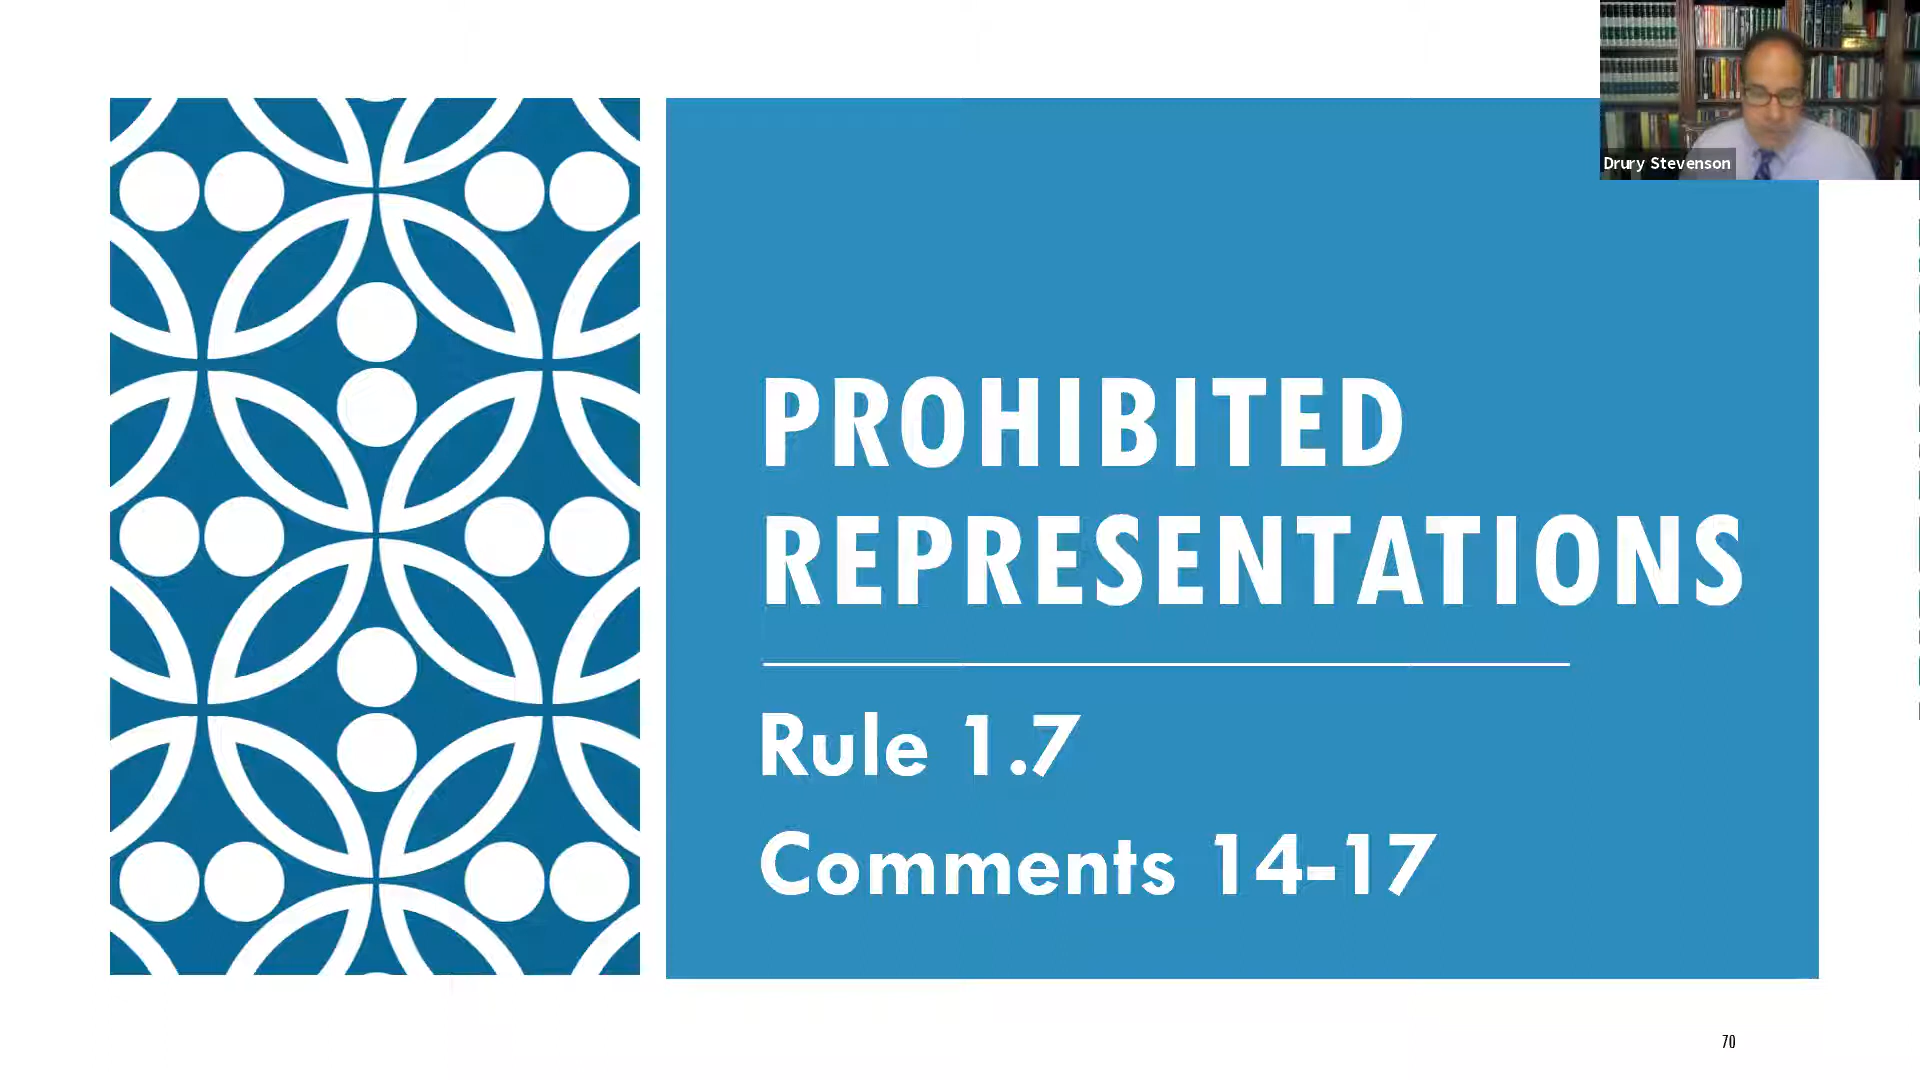 Drury Stevenson
PROHIBITED
REPRESENTATIONS
Rule 1.7
Comments 14-17
70